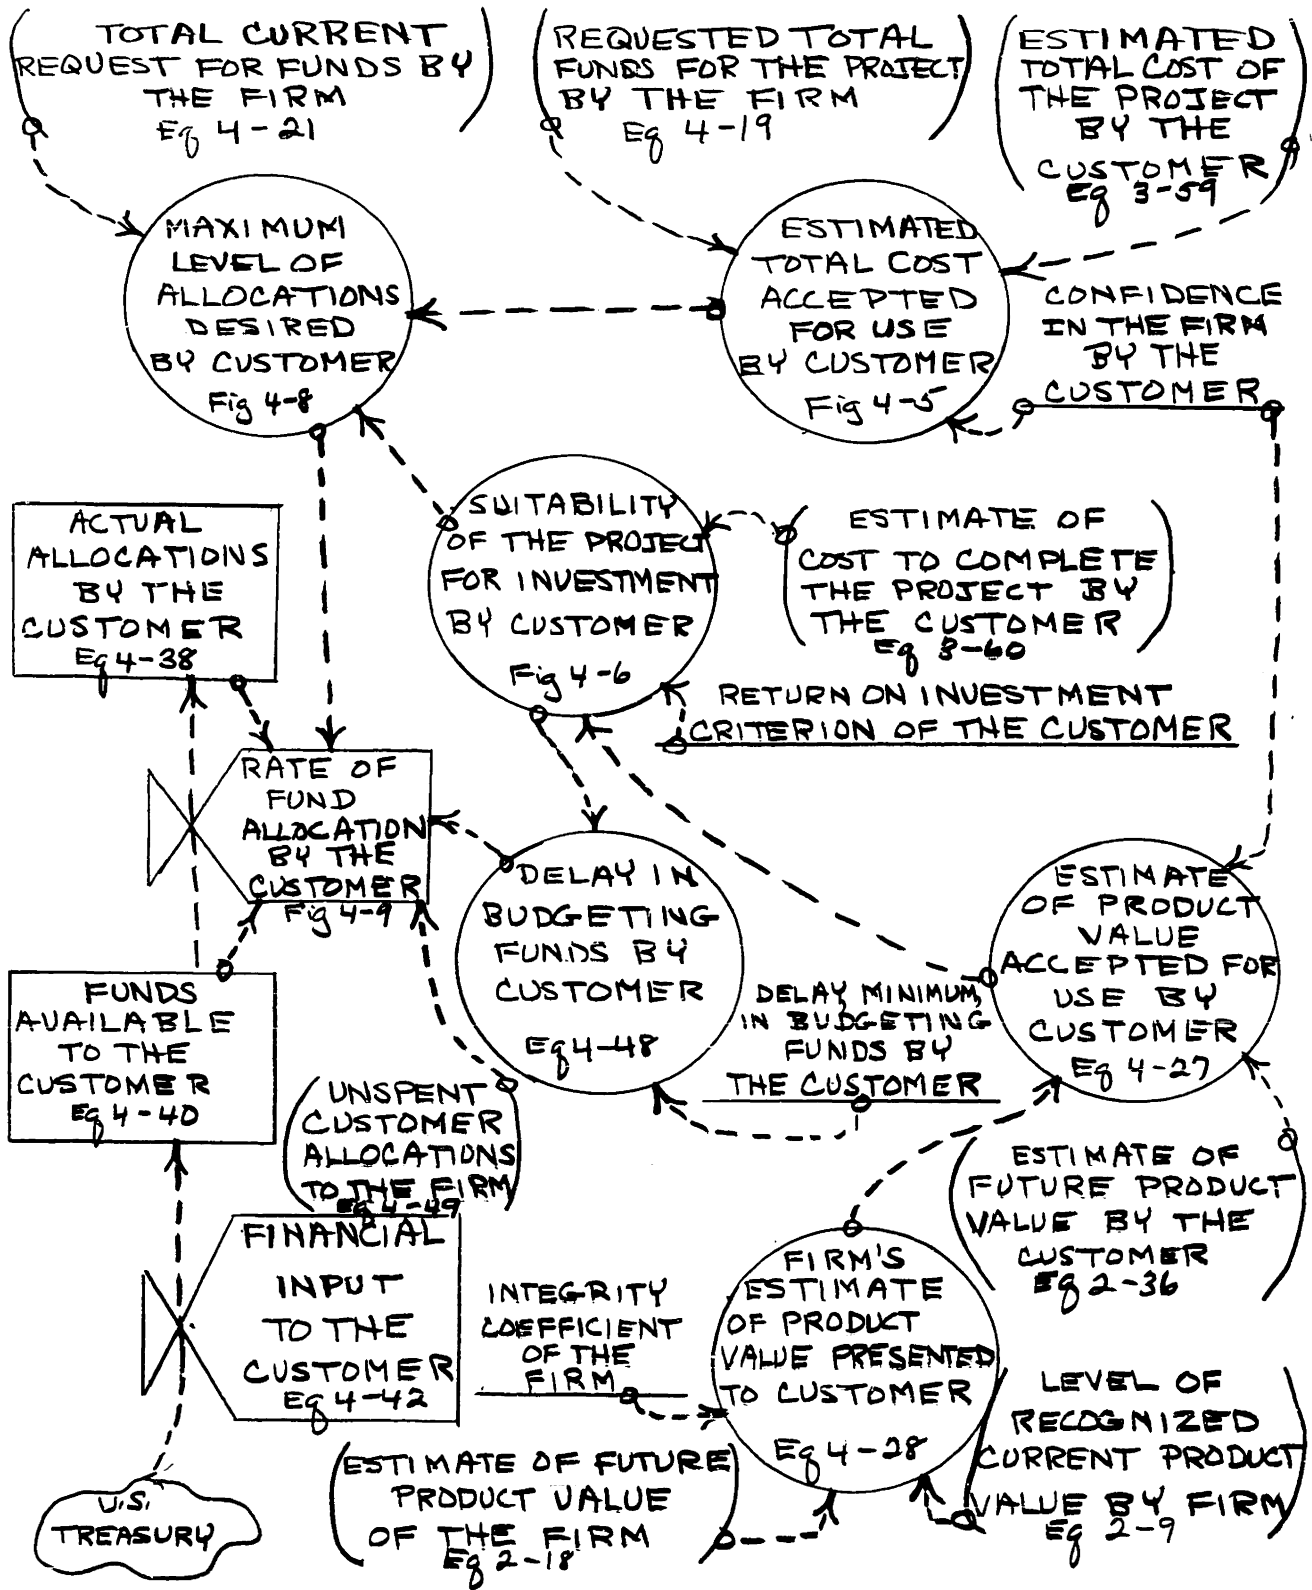 TOTAL CURRENT
REQUEST FOR FUNDS BY
THE FIRM
Eq 4-21
REQUESTED TOTAL
FUNDS FOR THE PROJECT
BY THE FIRM
Eq 4-19
ESTIMATED
TOTAL COST OF
THE PROJECT
BY THE
CUSTOMER
Eq 3-59
MAXIMUM
LEVEL OF
ALLOCATIONS
DESIRED
BY CUSTOMER
Fig 4-8
ESTIMATED
TOTAL COST
ACCEPTED
FOR USE
BY CUSTOMER
Fig 4-5
CONFIDENCE
IN THE FIRM
BY THE
CUSTOMER
ACTUAL
ALLOCATIONS
BY THE
CUSTOMER
Eq 4-38
SUITABILITY
OF THE PROJECT
FOR INVESTMENT
BY CUSTOMER
Fig 4-6
ESTIMATE OF
COST TO COMPLETE
THE PROJECT BY
THE CUSTOMER
Eq 3-60
RETURN ON INVESTMENT
CRITERION OF THE CUSTOMER
RATE OF
FUND
ALLOCATION
BY THE
CUSTOMER
Fig 4-9
DELAY IN
BUDGETING
FUNDS BY
CUSTOMER
Eq 4-48
ESTIMATE
OF PRODUCT
VALUE
ACCEPTED FOR
USE BY
CUSTOMER
Eq 4-27
FUNDS
AVAILABLE
TO THE
CUSTOMER
Eq 4-40
DELAY, MINIMUM,
IN BUDGETING
FUNDS BY
THE CUSTOMER
UNSPENT
CUSTOMER
ALLOCATIONS
TO THE FIRM
Eq 4-49
ESTIMATE OF
FUTURE PRODUCT
VALUE BY THE
CUSTOMER
Eq 2-36
FINANCIAL
INPUT
TO THE
CUSTOMER
Eq 4-42
INTEGRITY
COEFFICIENT
OF THE
FIRM
FIRM'S
ESTIMATE
OF PRODUCT
VALUE PRESENTED
TO CUSTOMER
Eq 4-28
LEVEL OF
RECOGNIZED
CURRENT PRODUCT
VALUE BY FIRM
Eq 2-9
ESTIMATE OF FUTURE
PRODUCT VALUE
OF THE FIRM
Eq 2-18
U.S.
TREASURY